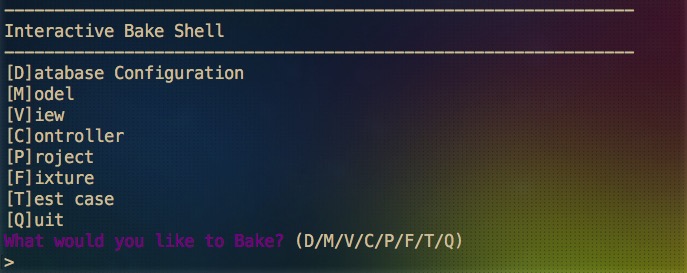 ---------------------------------------------------------------
Interactive Bake Shell
---------------------------------------------------------------
[D]atabase Configuration
[M]odel
[V]iew
[C]ontroller
[P]roject
[F]ixture
[T]est case
[Q]uit
What would you like to Bake? (D/M/V/C/P/F/T/Q)
>